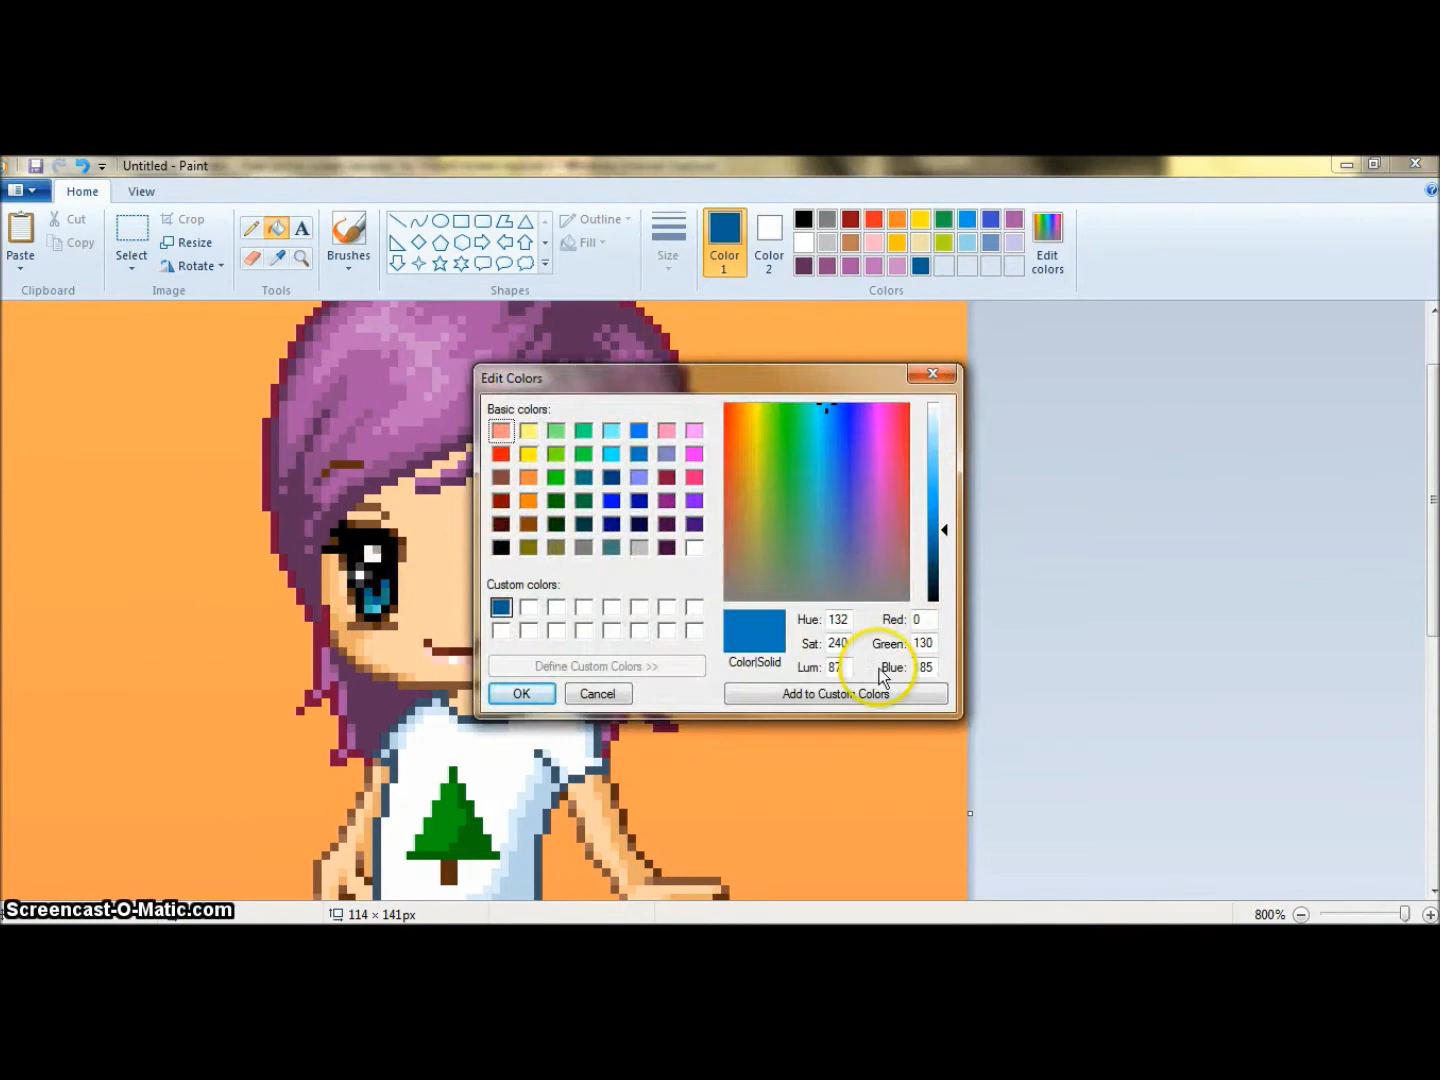 Untitled - Paint
Home View
Paste
Cut
Copy
Clipboard
Select
Crop
Resize
Rotate
Image
A
Tools
Brushes
Outline
Fill
Shapes
Size
Color 1
Color 2
Edit colors
Colors
Edit Colors
Basic colors:
Custom colors:
Define Custom Colors >>
OK Cancel
Color|Solid
Hue: 132 Red: 0
Sat: 240 Green: 130
Lum: 87 Blue: 85
Add to Custom Colors
Screencast-O-Matic.com
114 × 141px
800%